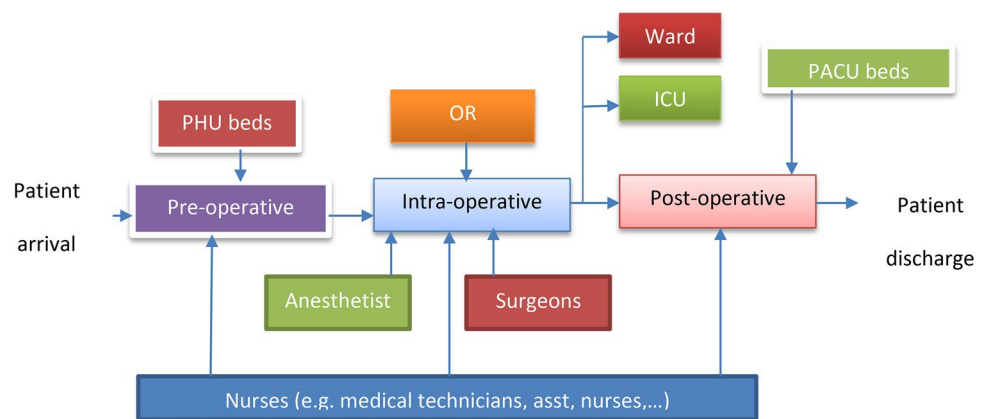 Ward
PACU beds
ICU
PHU beds
OR
Patient
arrival
Pre-operative
Intra-operative
Post-operative
Patient
discharge
Anesthetist
Surgeons
Nurses (e.g. medical technicians, asst, nurses,...)